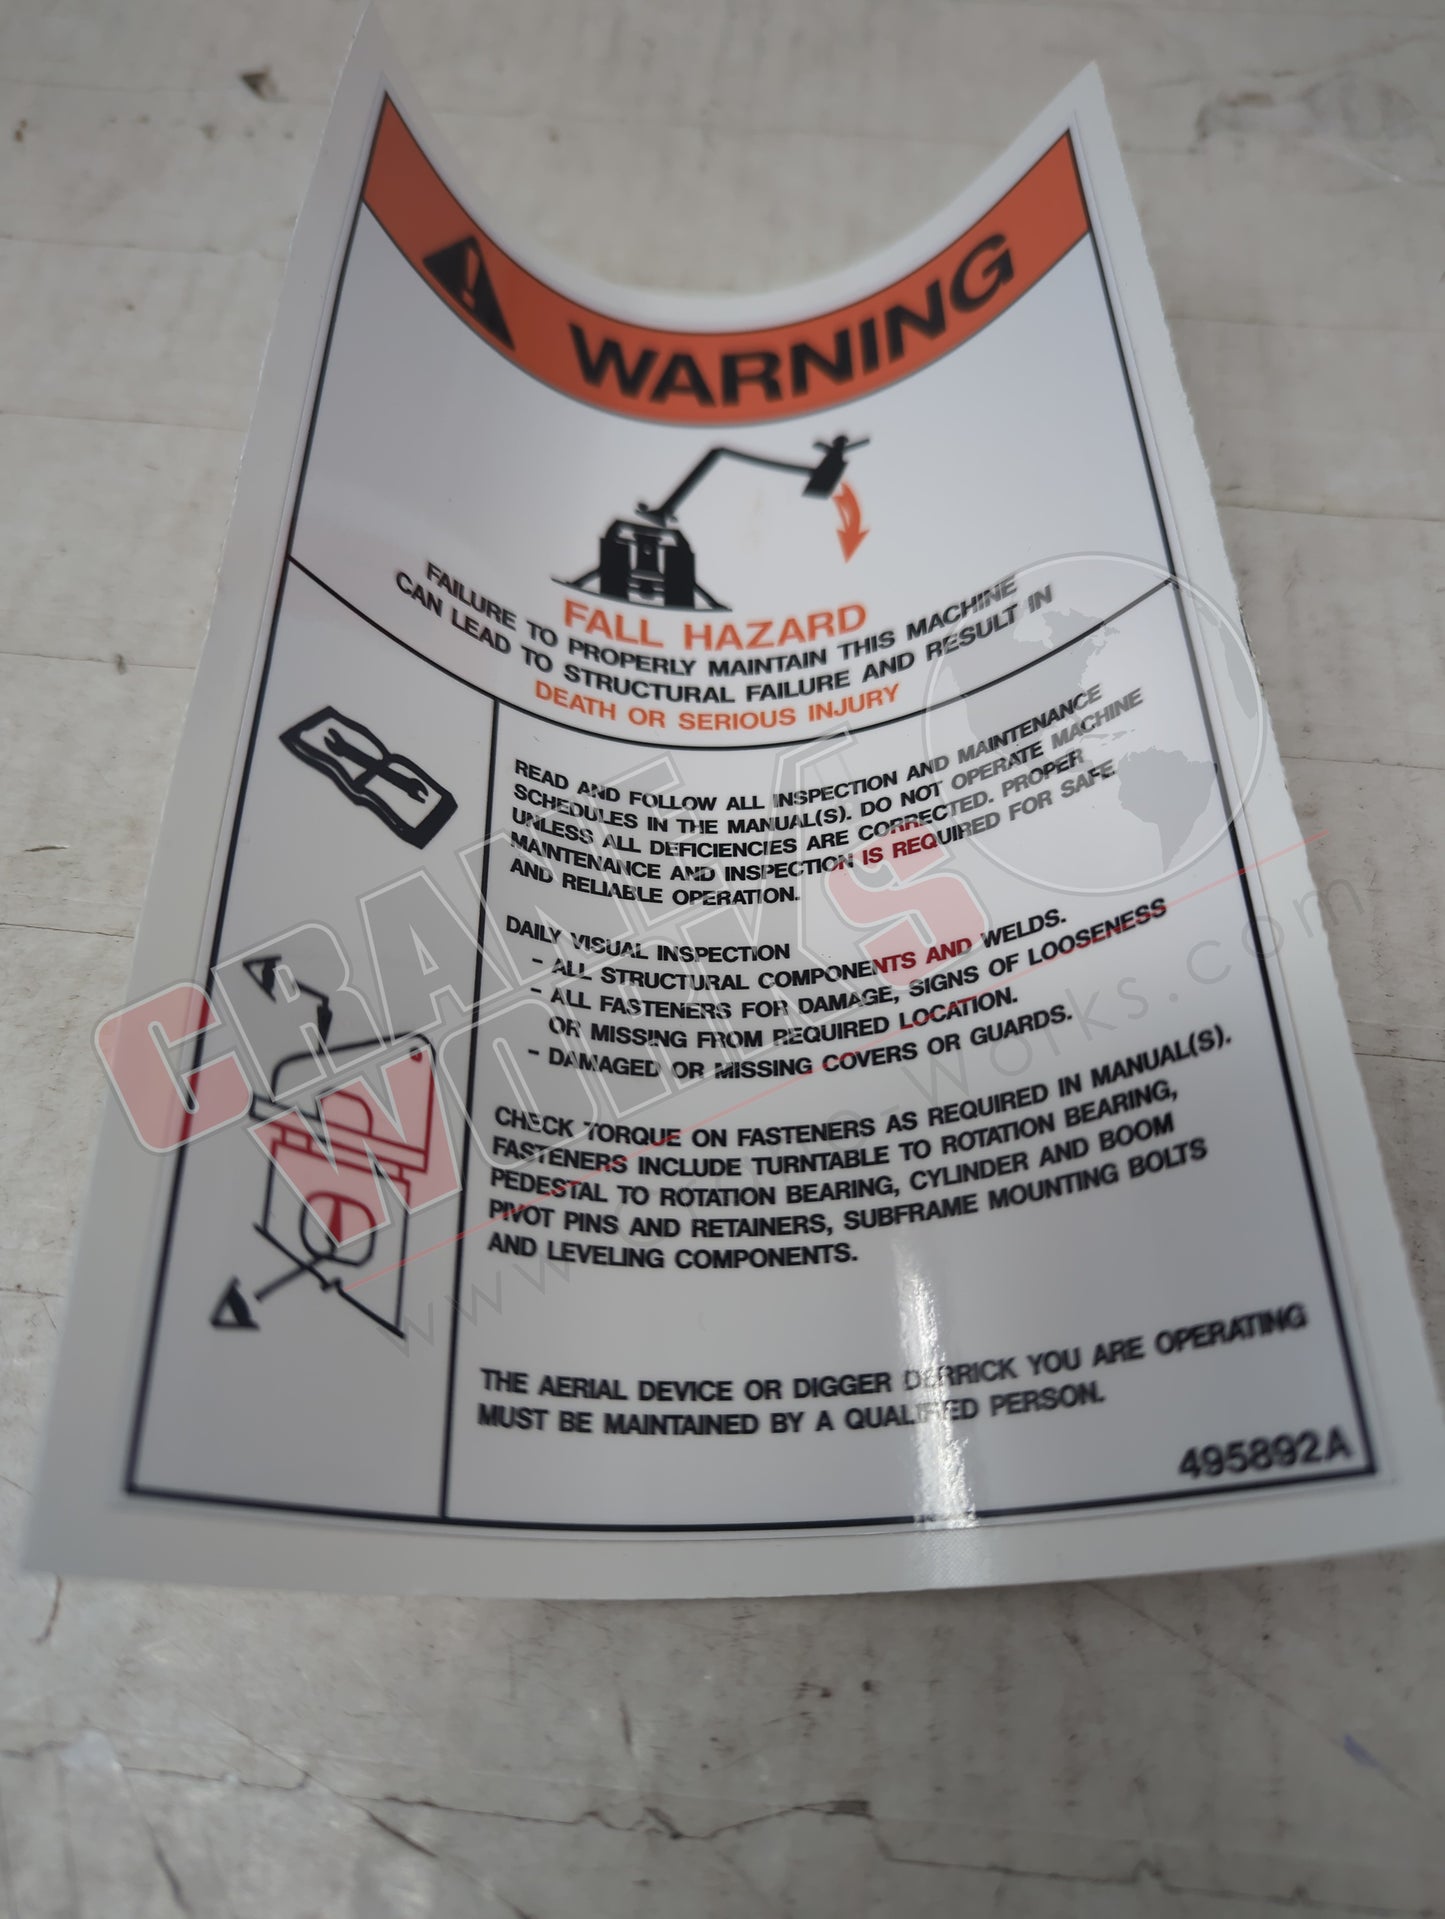 WARNING
FALL HAZARD
FAILURE TO PROPERLY MAINTAIN THIS MACHINE
CAN LEAD TO STRUCTURAL FAILURE AND RESULT IN
DEATH OR SERIOUS INJURY
READ AND FOLLOW ALL INSPECTION AND MAINTENANCE
SCHEDULES IN THE MANUAL(S). DO NOT OPERATE MACHINE
UNLESS ALL DEFICIENCIES ARE CORRECTED. PROPER
MAINTENANCE AND INSPECTION IS REQUIRED FOR SAFE
AND RELIABLE OPERATION.
DAILY VISUAL INSPECTION
- ALL STRUCTURAL COMPONENTS AND WELDS.
- ALL FASTENERS FOR DAMAGE, SIGNS OF LOOSENESS
OR MISSING FROM REQUIRED LOCATION.
- DAMAGED OR MISSING COVERS OR GUARDS.
CHECK TORQUE ON FASTENERS AS REQUIRED IN MANUAL(S).
FASTENERS INCLUDE TURNTABLE TO ROTATION BEARING,
PEDESTAL TO ROTATION BEARING, CYLINDER AND BOOM
PIVOT PINS AND RETAINERS, SUBFRAME MOUNTING BOLTS
AND LEVELING COMPONENTS.
THE AERIAL DEVICE OR DIGGER DERRICK YOU ARE OPERATING
MUST BE MAINTAINED BY A QUALIFIED PERSON.
495892A
CRANE
WORKS
www.crane-works.com